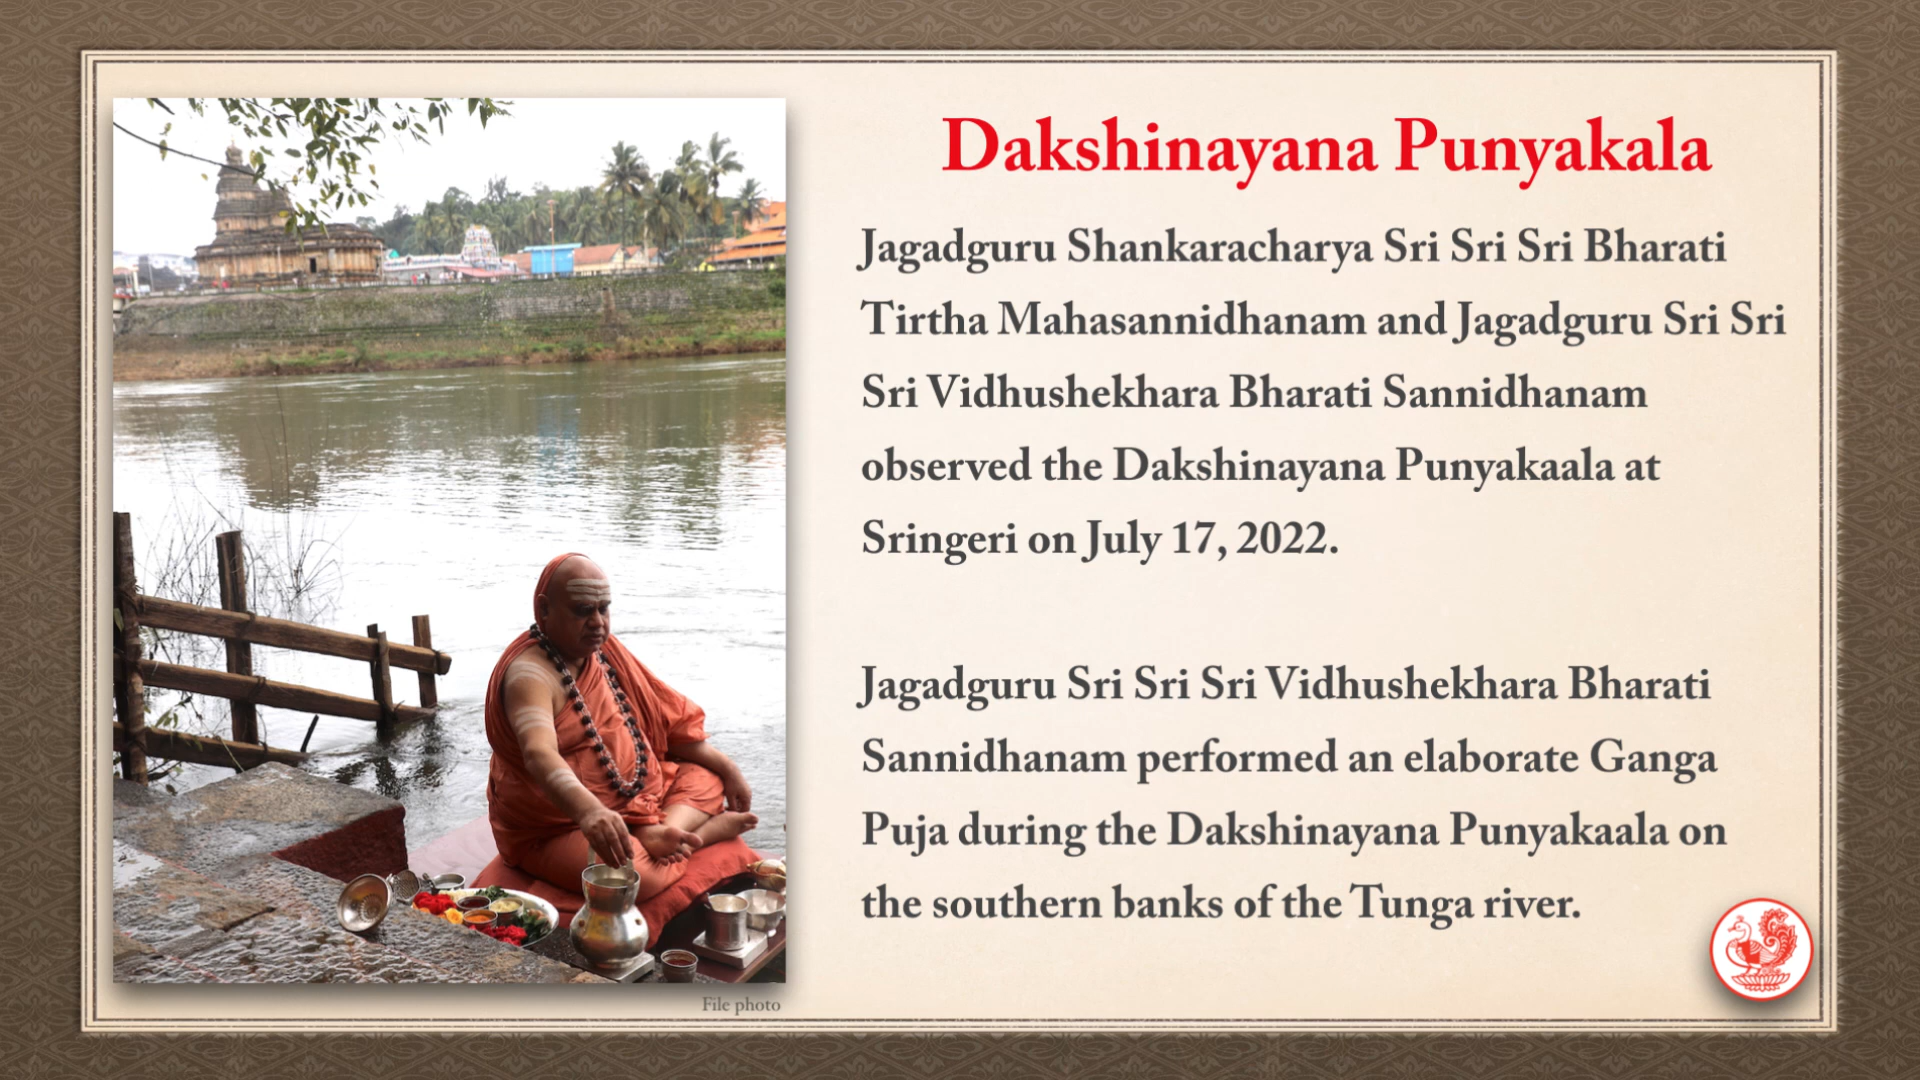 Dakshinayana Punyakala
Jagadguru Shankaracharya Sri Sri Sri Bharati
Tirtha Mahasannidhanam and Jagadguru Sri Sri
Sri Vidhushekhara Bharati Sannidhanam
observed the Dakshinayana Punyakaala at
Sringeri on July 17, 2022.
Jagadguru Sri Sri Sri Vidhushekhara Bharati
Sannidhanam performed an elaborate Ganga
Puja during the Dakshinayana Punyakaala on
the southern banks of the Tunga river.
File photo